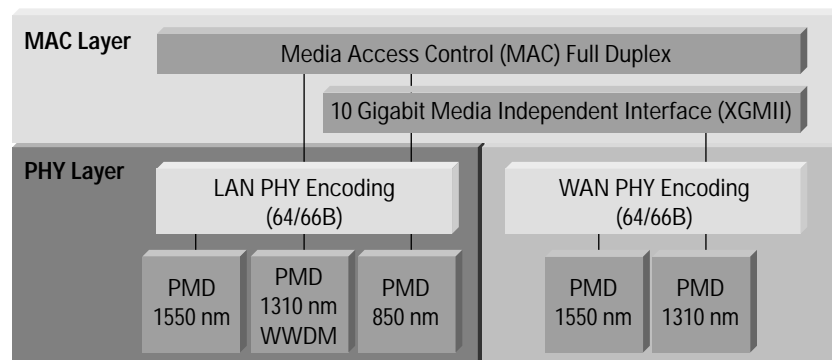 MAC Layer
Media Access Control (MAC) Full Duplex
10 Gigabit Media Independent Interface (XGMII)
PHY Layer
LAN PHY Encoding
(64/66B)
WAN PHY Encoding
(64/66B)
PMD
1550 nm
PMD
1310 nm
WWDM
PMD
850 nm
PMD
1550 nm
PMD
1310 nm